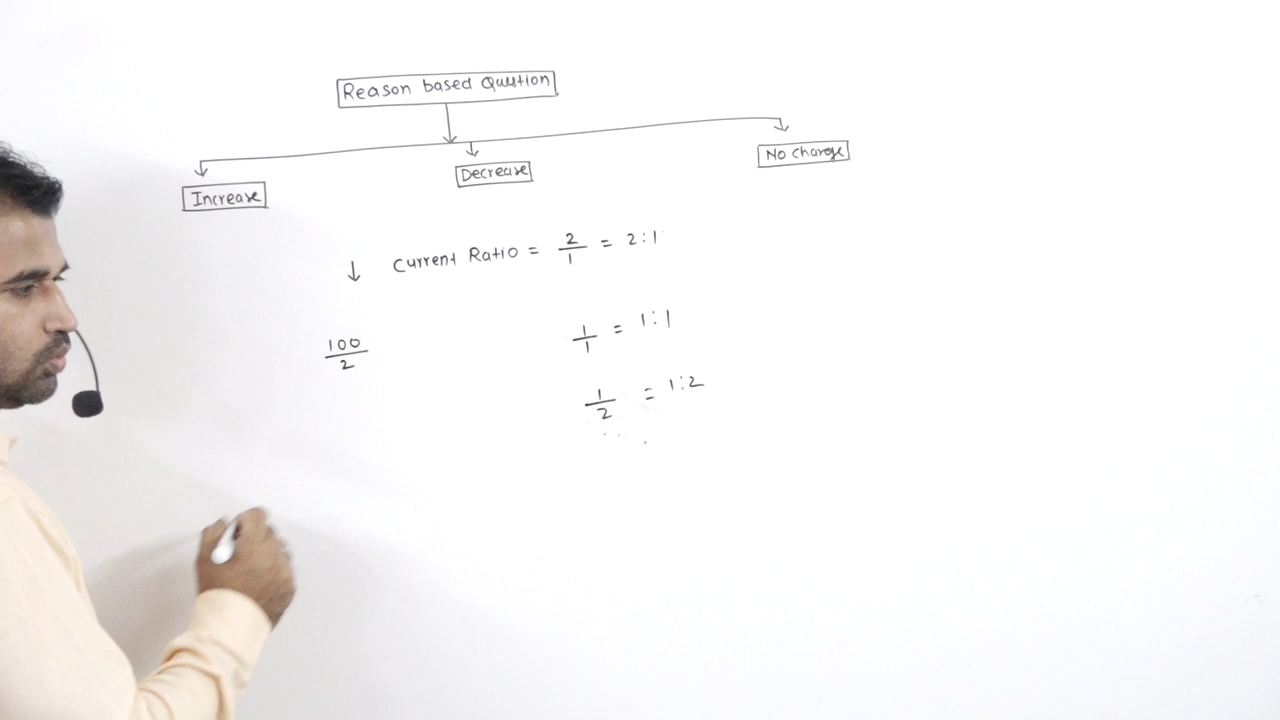 Reason based Question
Increase
Decrease
No change
↓ Current Ratio = 2/1 = 2:1
100/2
1/1 = 1:1
1/2 = 1:2